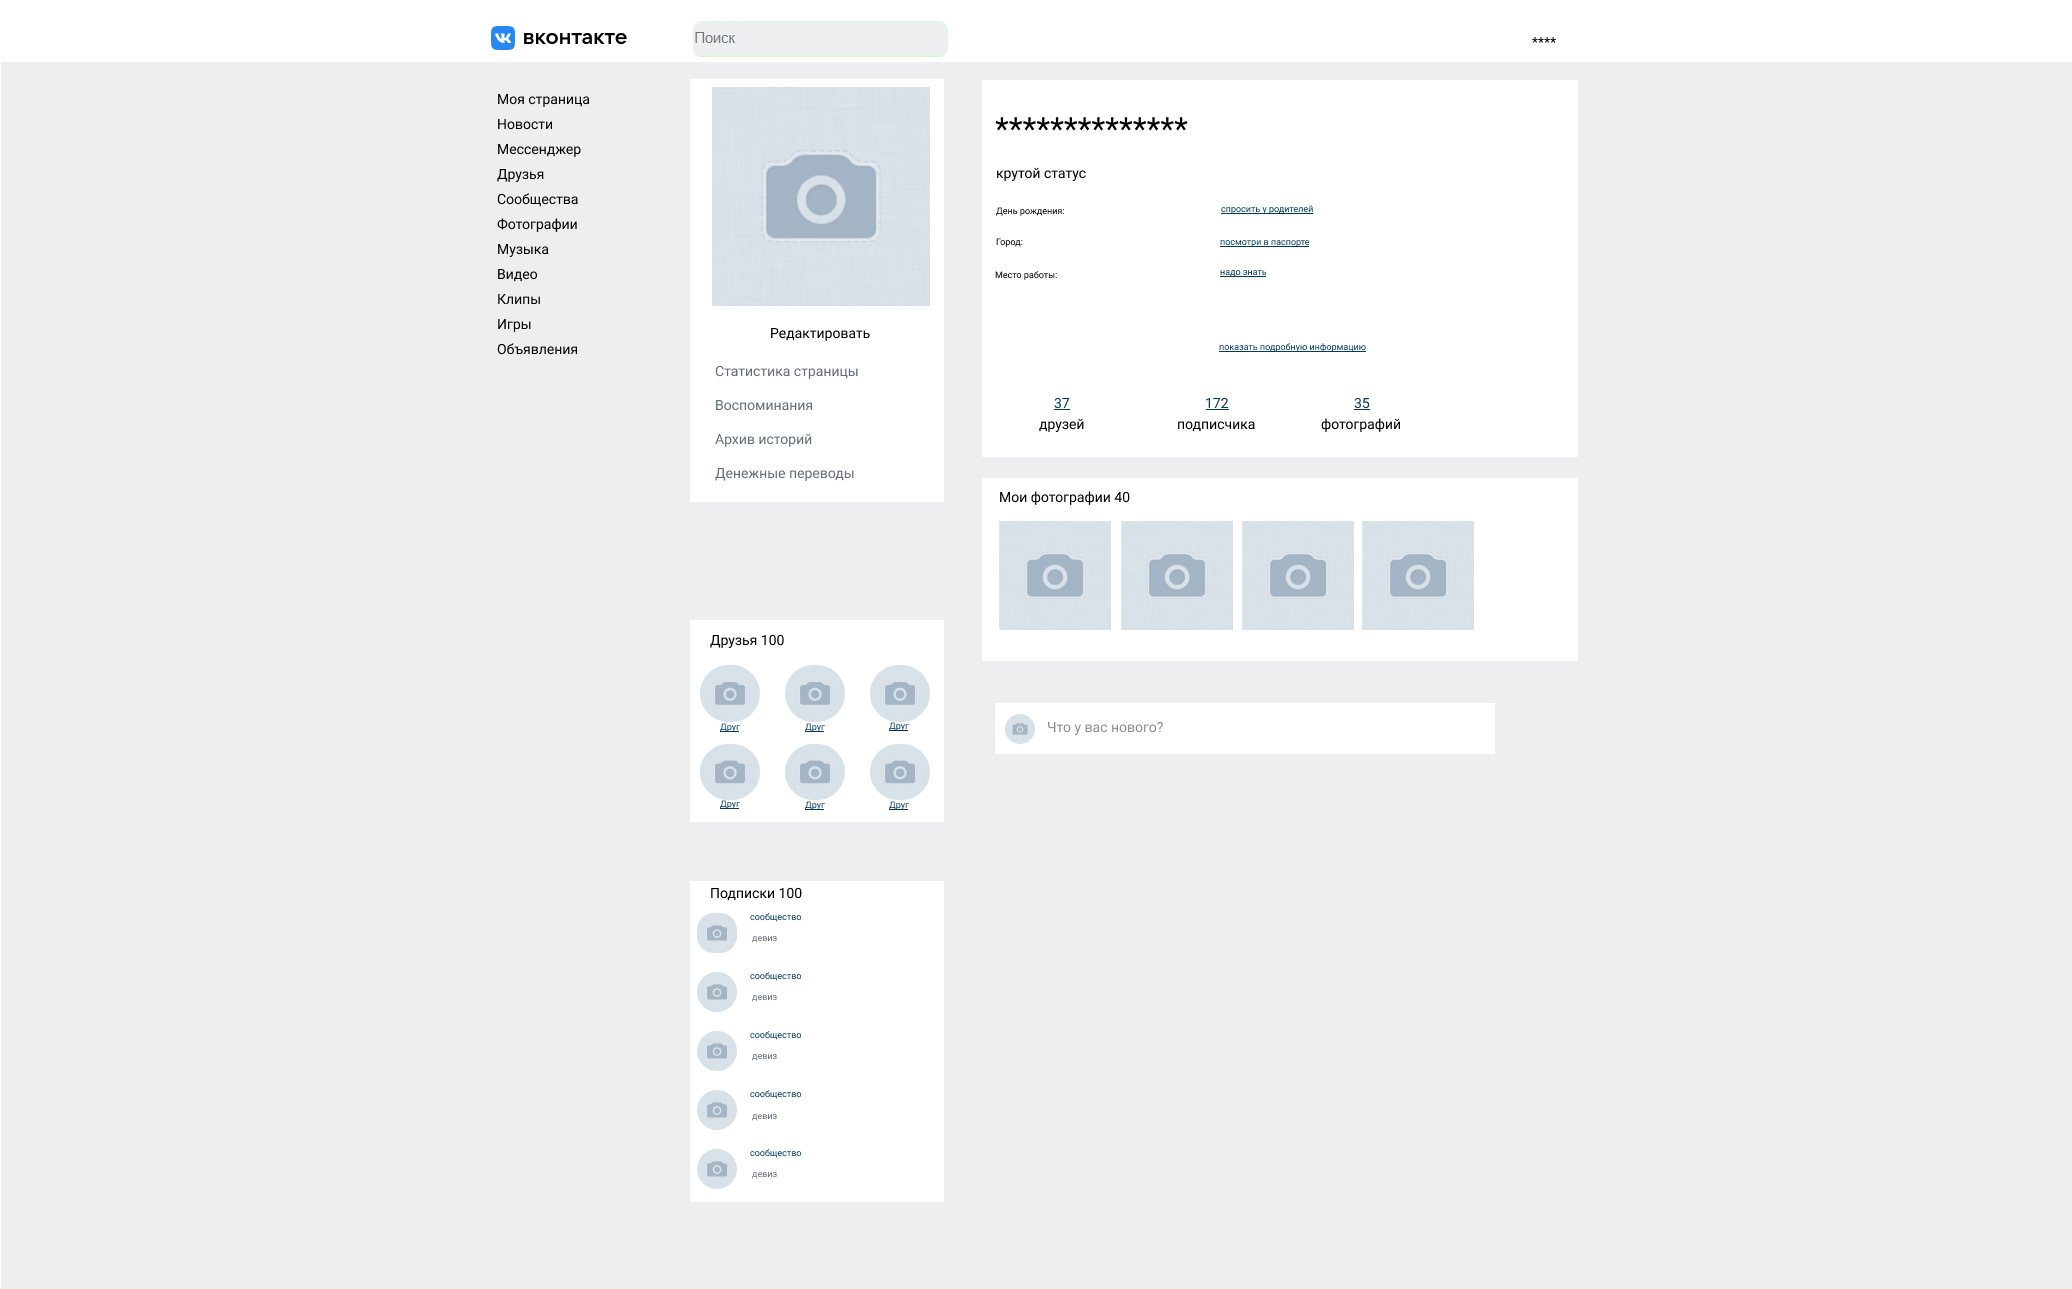 вконтакте
Поиск
****
Моя страница
Новости
Мессенджер
Друзья
Сообщества
Фотографии
Музыка
Видео
Клипы
Игры
Объявления
Редактировать
Статистика страницы
Воспоминания
Архив историй
Денежные переводы
**************
крутой статус
День рождения: спросить у родителей
Город: посмотри в паспорте
Место работы: надо знать
показать подробную информацию
37 172 35
друзей подписчика фотографий
Мои фотографии 40
Друзья 100
Друг Друг Друг
Друг Друг Друг
Что у вас нового?
Подписки 100
сообщество
девиз
сообщество
девиз
сообщество
девиз
сообщество
девиз
сообщество
девиз